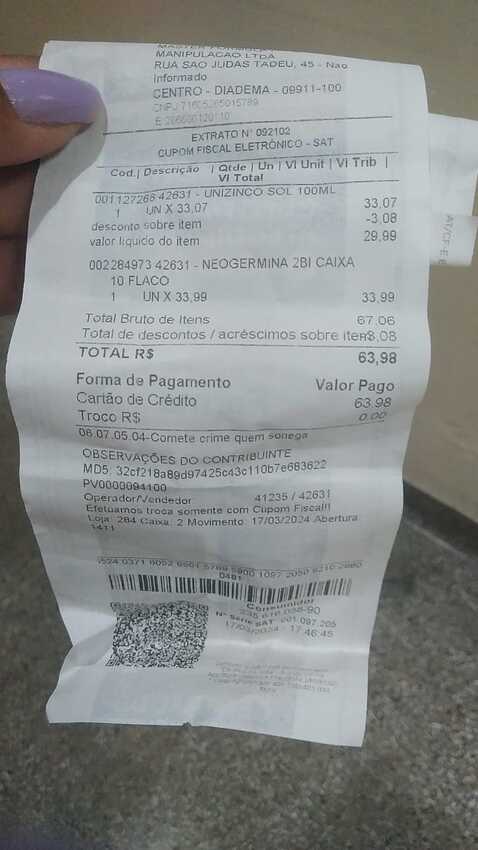 MANIPULACAO LTDA
RUA SAO JUDAS TADEU, 45 - Nao
Informado
CENTRO - DIADEMA - 09911-100
EXTRATO N° 092102
CUPOM FISCAL ELETRÔNICO - SAT
Cod.| Descrição | Qtde | Un | Vl Unit | Vl Trib |
Vl Total
001127268 42631 - UNIZINCO SOL 100ML
1 UN X 33,07 33,07
desconto sobre item -3,08
valor liquido do item 29,99
002284973 42631 - NEOGERMINA 2BI CAIXA
10 FLACO
1 UN X 33,99 33,99
Total Bruto de Itens 67,06
Total de descontos / acréscimos sobre item-3,08
TOTAL R$ 63,98
Forma de Pagamento Valor Pago
Cartão de Crédito 63,98
Troco R$ 0,00
06.07.05.04-Comete crime quem sonega
OBSERVAÇÕES DO CONTRIBUINTE
MD5: 32cf218a89d97425c43c110b7e683622
PV0000094100
Operador/Vendedor 41235 / 42631
Efetuamos troca somente com Cupom Fiscal!!
Loja: 284 Caixa: 2 Movimento: 17/03/2024 Abertura
1411
Consumidor
N° Série SAT: 001.097.205
17/03/2024 - 17:46:45